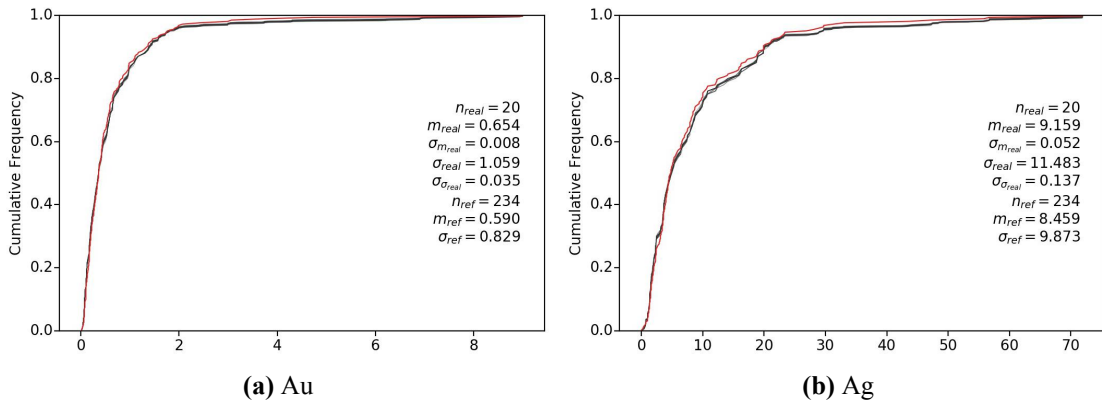 Cumulative Frequency
1.0
0.8
0.6
0.4
0.2
0.0
0 2 4 6 8
n_real = 20
m_real = 0.654
σ_m_real = 0.008
σ_real = 1.059
σ_σ_real = 0.035
n_ref = 234
m_ref = 0.590
σ_ref = 0.829
(a) Au
Cumulative Frequency
1.0
0.8
0.6
0.4
0.2
0.0
0 10 20 30 40 50 60 70
n_real = 20
m_real = 9.159
σ_m_real = 0.052
σ_real = 11.483
σ_σ_real = 0.137
n_ref = 234
m_ref = 8.459
σ_ref = 9.873
(b) Ag